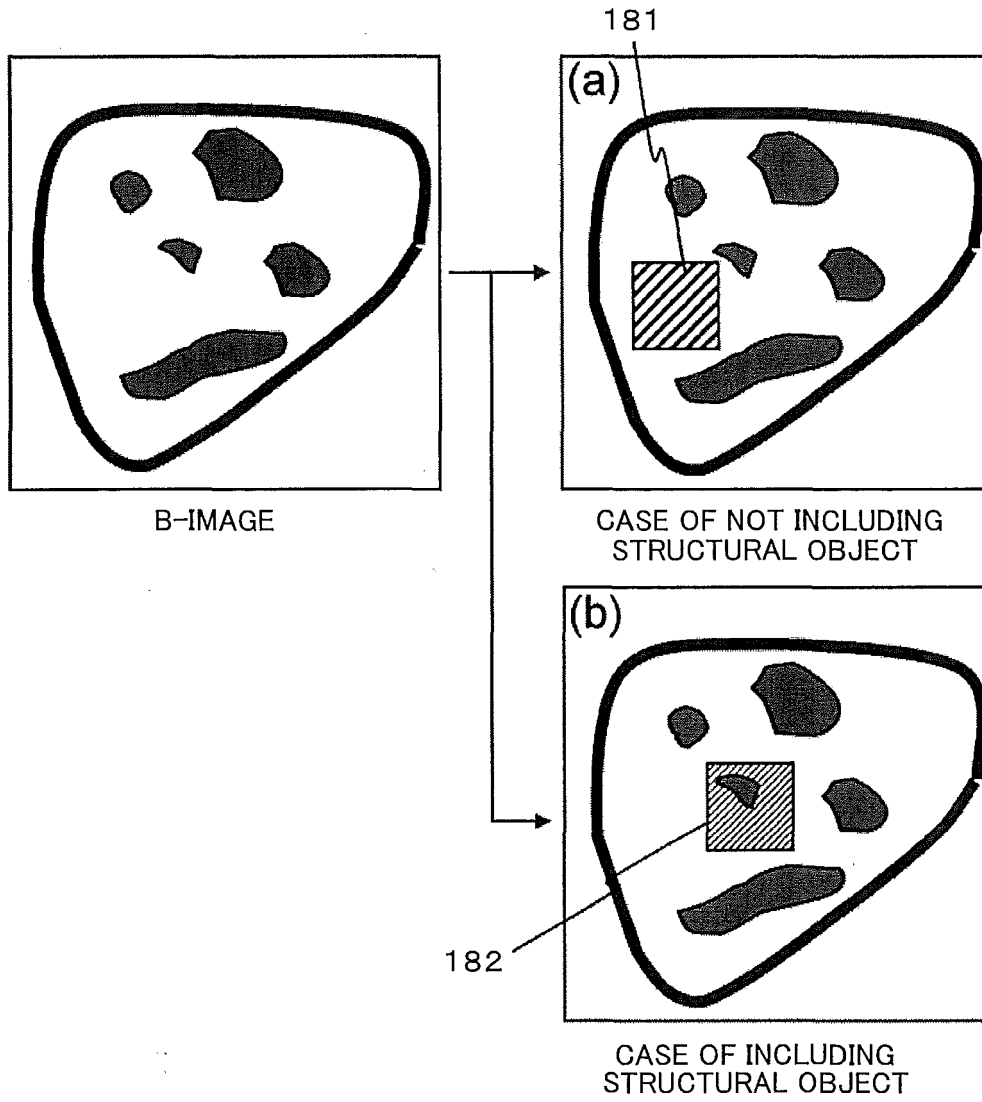 181
(a)
B-IMAGE
CASE OF NOT INCLUDING
STRUCTURAL OBJECT
(b)
182
CASE OF INCLUDING
STRUCTURAL OBJECT